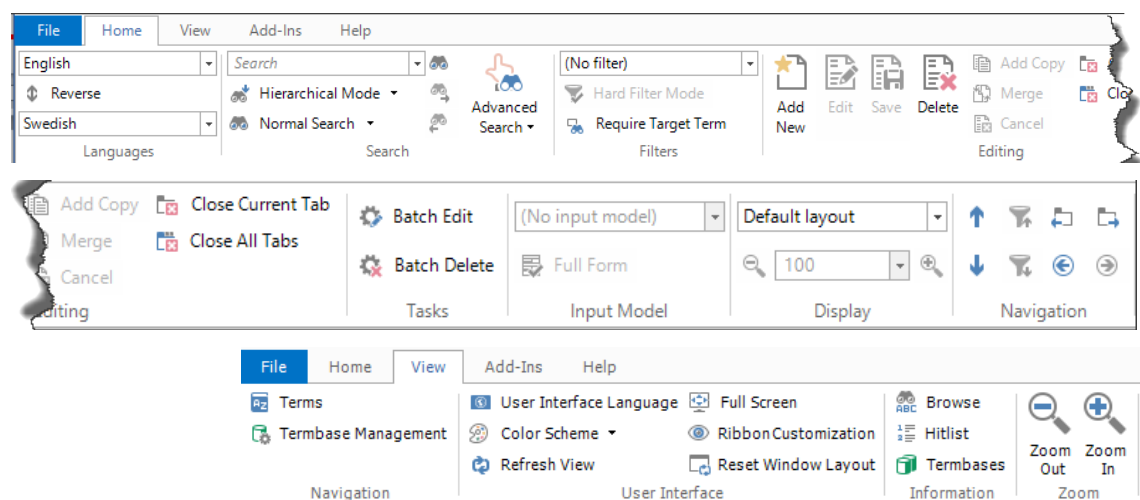 File Home View Add-Ins Help
English Search (No filter) Add Copy
Reverse Hierarchical Mode Hard Filter Mode Add New Edit Save Delete Merge Clo
Swedish Normal Search Advanced Search Require Target Term Cancel
Languages Search Filters Editing
Add Copy Close Current Tab Batch Edit (No input model) Default layout
Merge Close All Tabs
Cancel Batch Delete Full Form 100
diting Tasks Input Model Display Navigation
File Home View Add-Ins Help
Terms User Interface Language Full Screen Browse
Termbase Management Color Scheme Ribbon Customization Hitlist
Refresh View Reset Window Layout Termbases Zoom Out Zoom In
Navigation User Interface Information Zoom